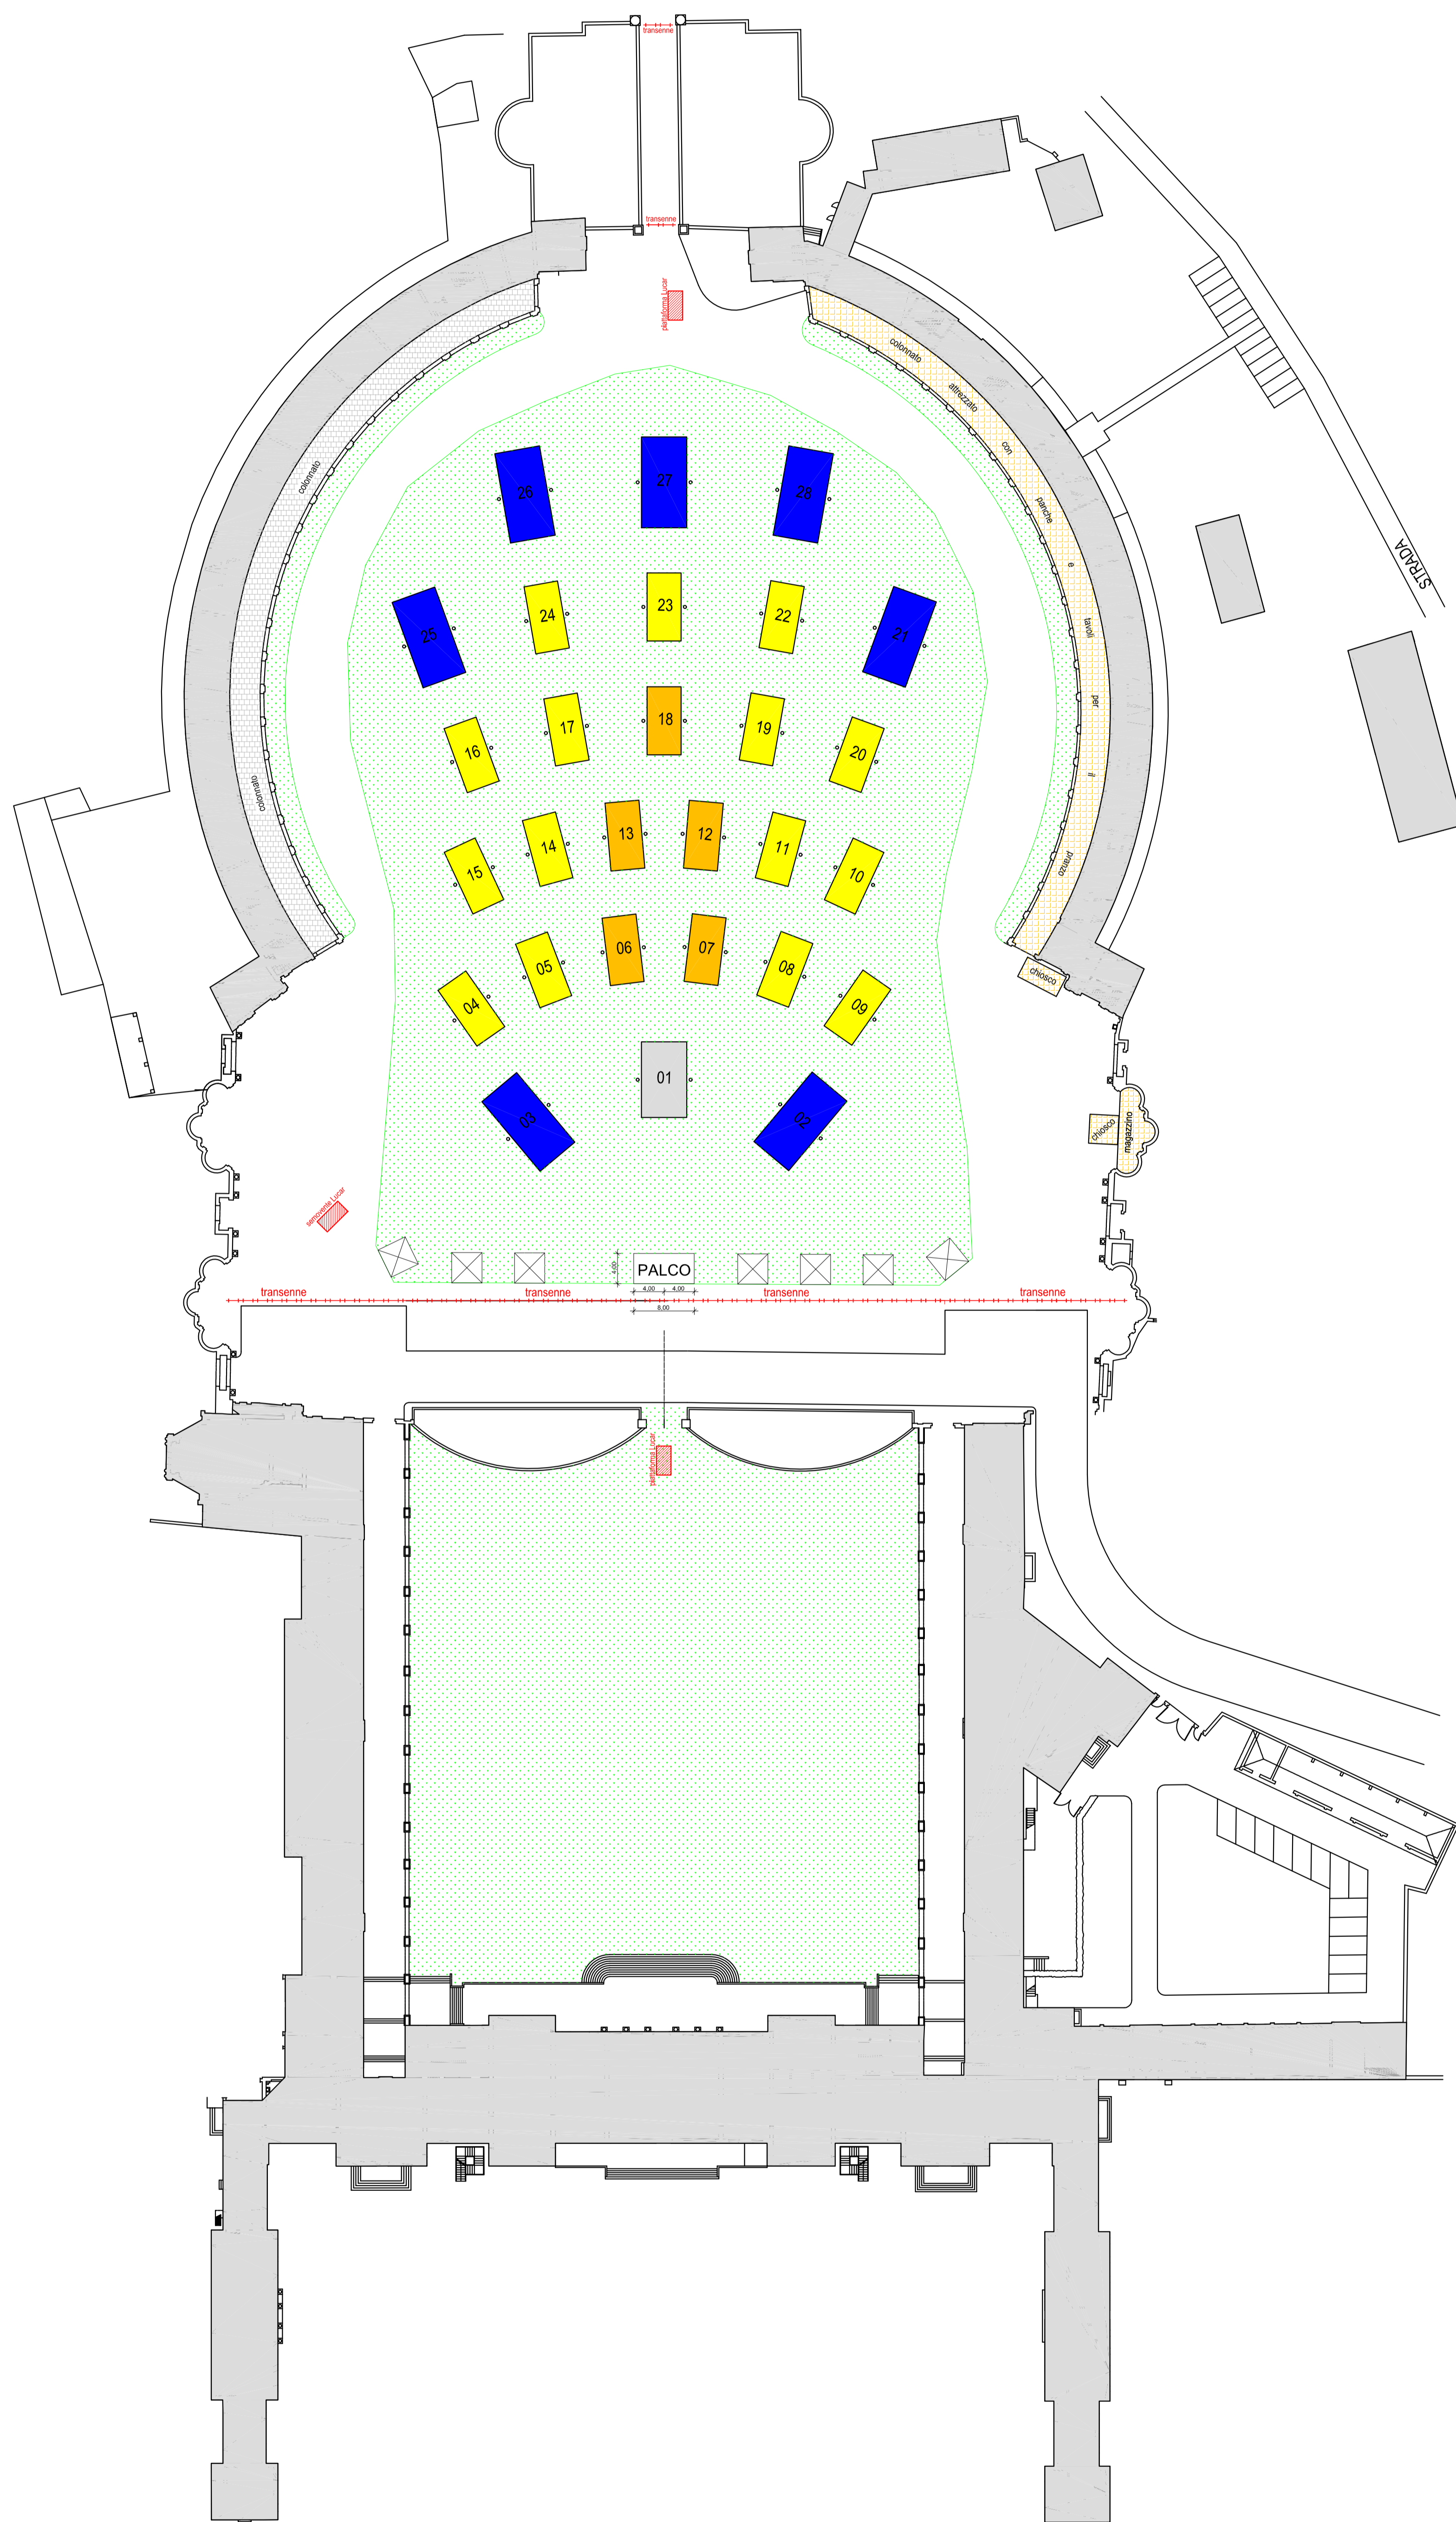 transenne
transenne
piattaforma Lucar
colonnato
attrezzato
con
panche
e
tavoli
per
il
pranzo
STRADA
colonnato
colonnato
26
27
28
25
24
23
22
21
16
17
18
19
20
15
14
13
12
11
10
04
05
06
07
08
09
01
03
02
chiosco
chiosco
magazzino
semovente Lucar
4,00
PALCO
4,00
4,00
transenne
transenne
transenne
transenne
8,00
piattaforma Lucar